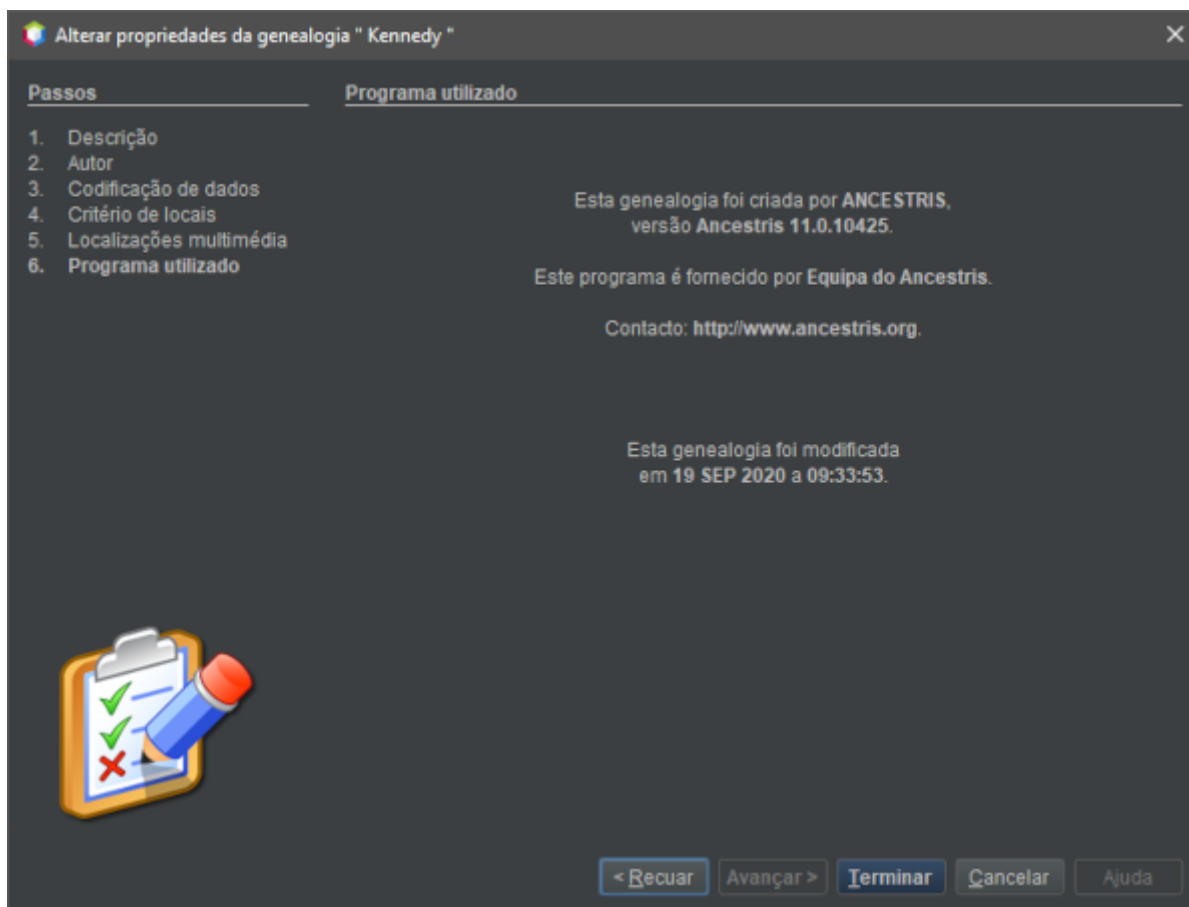 Alterar propriedades da genealogia " Kennedy "
Passos
1. Descrição
2. Autor
3. Codificação de dados
4. Critério de locais
5. Localizações multimédia
6. Programa utilizado
Programa utilizado
Esta genealogia foi criada por ANCESTRIS,
versão Ancestris 11.0.10425.
Este programa é fornecido por Equipa do Ancestris.
Contacto: http://www.ancestris.org.
Esta genealogia foi modificada
em 19 SEP 2020 a 09:33:53.
< Recuar Avançar > Terminar Cancelar Ajuda